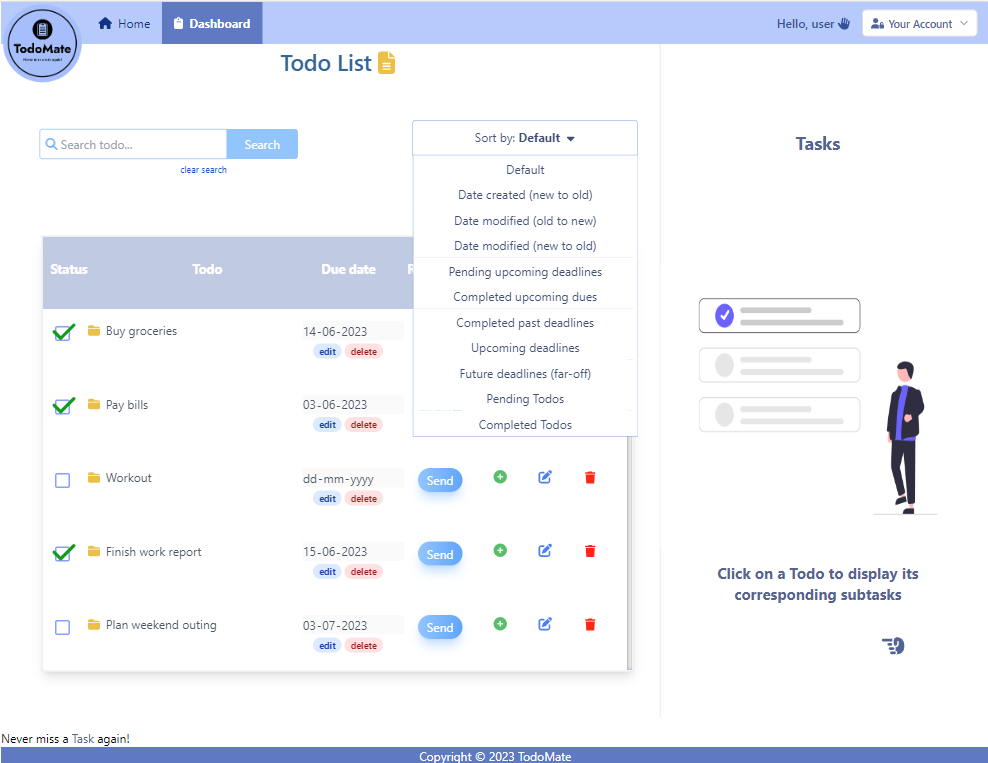 Home
Dashboard
Hello, user
Your Account
TodoMate
Todo List
Search todo...
Search
clear search
Sort by: Default
Default
Date created (new to old)
Date modified (old to new)
Date modified (new to old)
Pending upcoming deadlines
Completed upcoming dues
Completed past deadlines
Upcoming deadlines
Future deadlines (far-off)
Pending Todos
Completed Todos
Tasks
Status Todo Due date
Buy groceries 14-06-2023
edit delete
Pay bills 03-06-2023
edit delete
Workout dd-mm-yyyy Send
edit delete
Finish work report 15-06-2023 Send
edit delete
Plan weekend outing 03-07-2023 Send
edit delete
Click on a Todo to display its
corresponding subtasks
Never miss a Task again!
Copyright © 2023 TodoMate